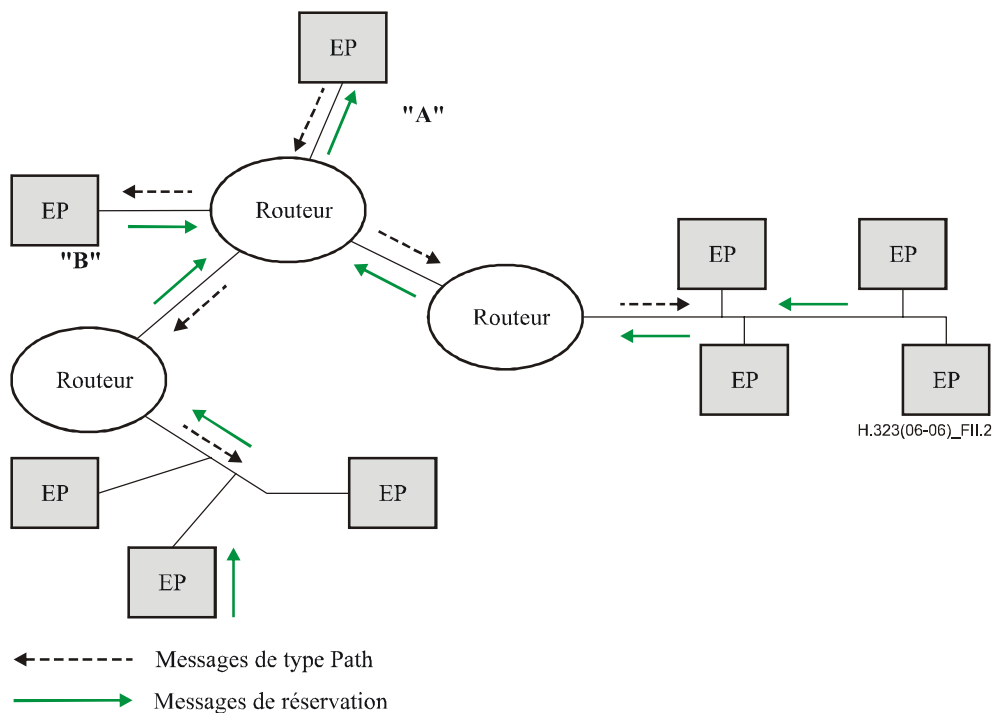 EP
"A"
EP
Routeur
"B"
EP
EP
Routeur
EP
EP
Routeur
H.323(06-06)_FII.2
EP
EP
EP
Messages de type Path
Messages de réservation